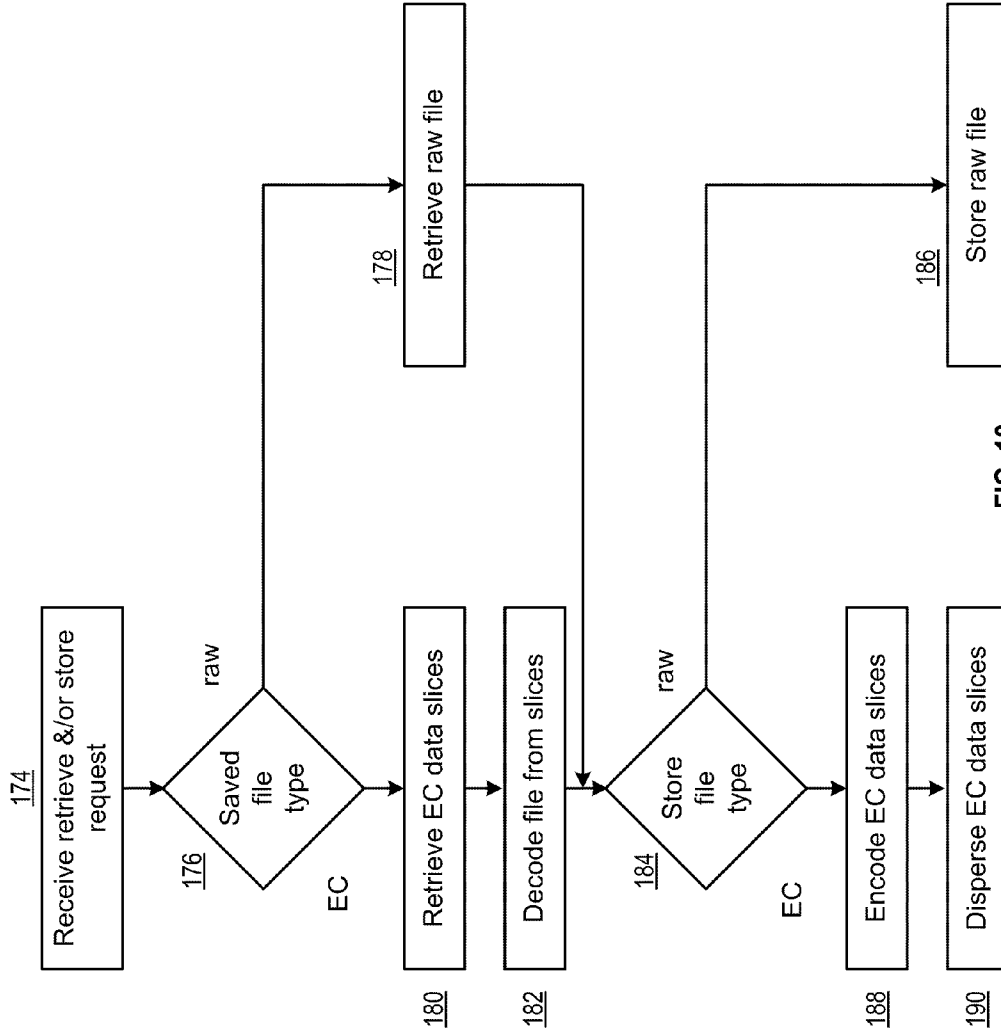 174
Receive retrieve &/or store
request
176
Saved
file
type
raw
EC
178
Retrieve raw file
180
Retrieve EC data slices
182
Decode file from slices
184
Store
file
type
raw
EC
186
Store raw file
188
Encode EC data slices
190
Disperse EC data slices